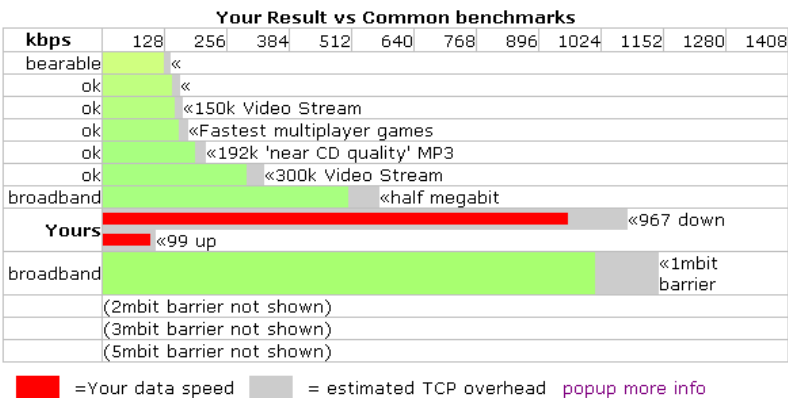 Your Result vs Common benchmarks
kbps 128 256 384 512 640 768 896 1024 1152 1280 1408
bearable «
ok «
ok «150k Video Stream
ok «Fastest multiplayer games
ok «192k 'near CD quality' MP3
ok «300k Video Stream
broadband «half megabit
Yours «967 down
«99 up
broadband «1mbit
barrier
(2mbit barrier not shown)
(3mbit barrier not shown)
(5mbit barrier not shown)
=Your data speed = estimated TCP overhead popup more info